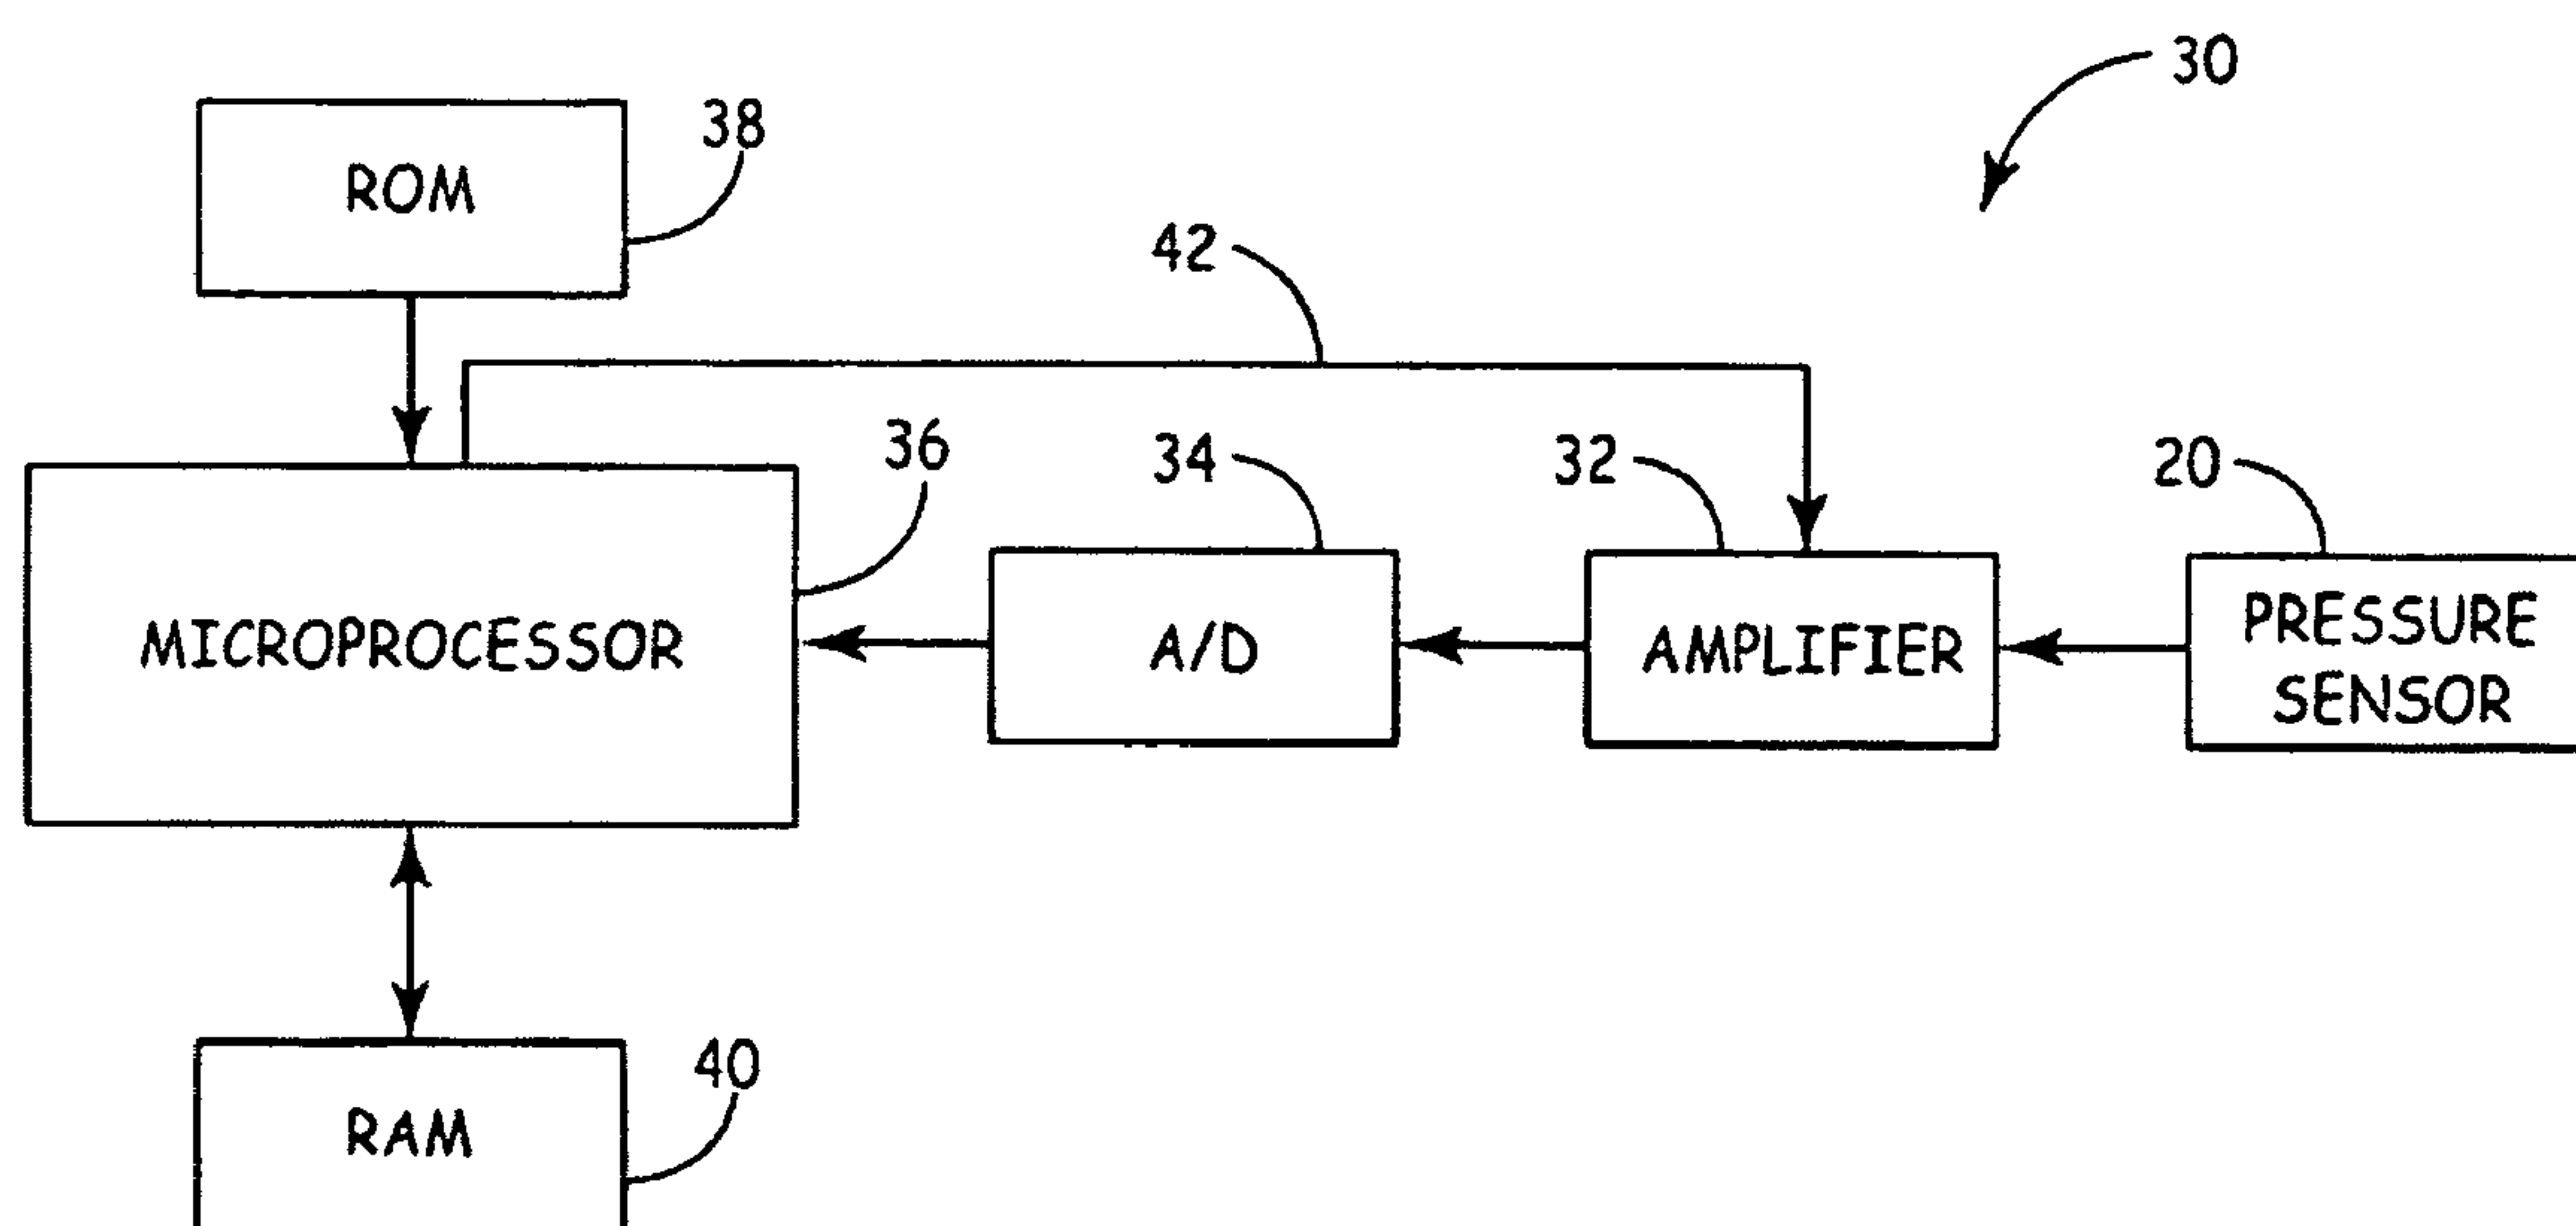 30
38
ROM
42
36
34
32
20
MICROPROCESSOR
A/D
AMPLIFIER
PRESSURE
SENSOR
40
RAM